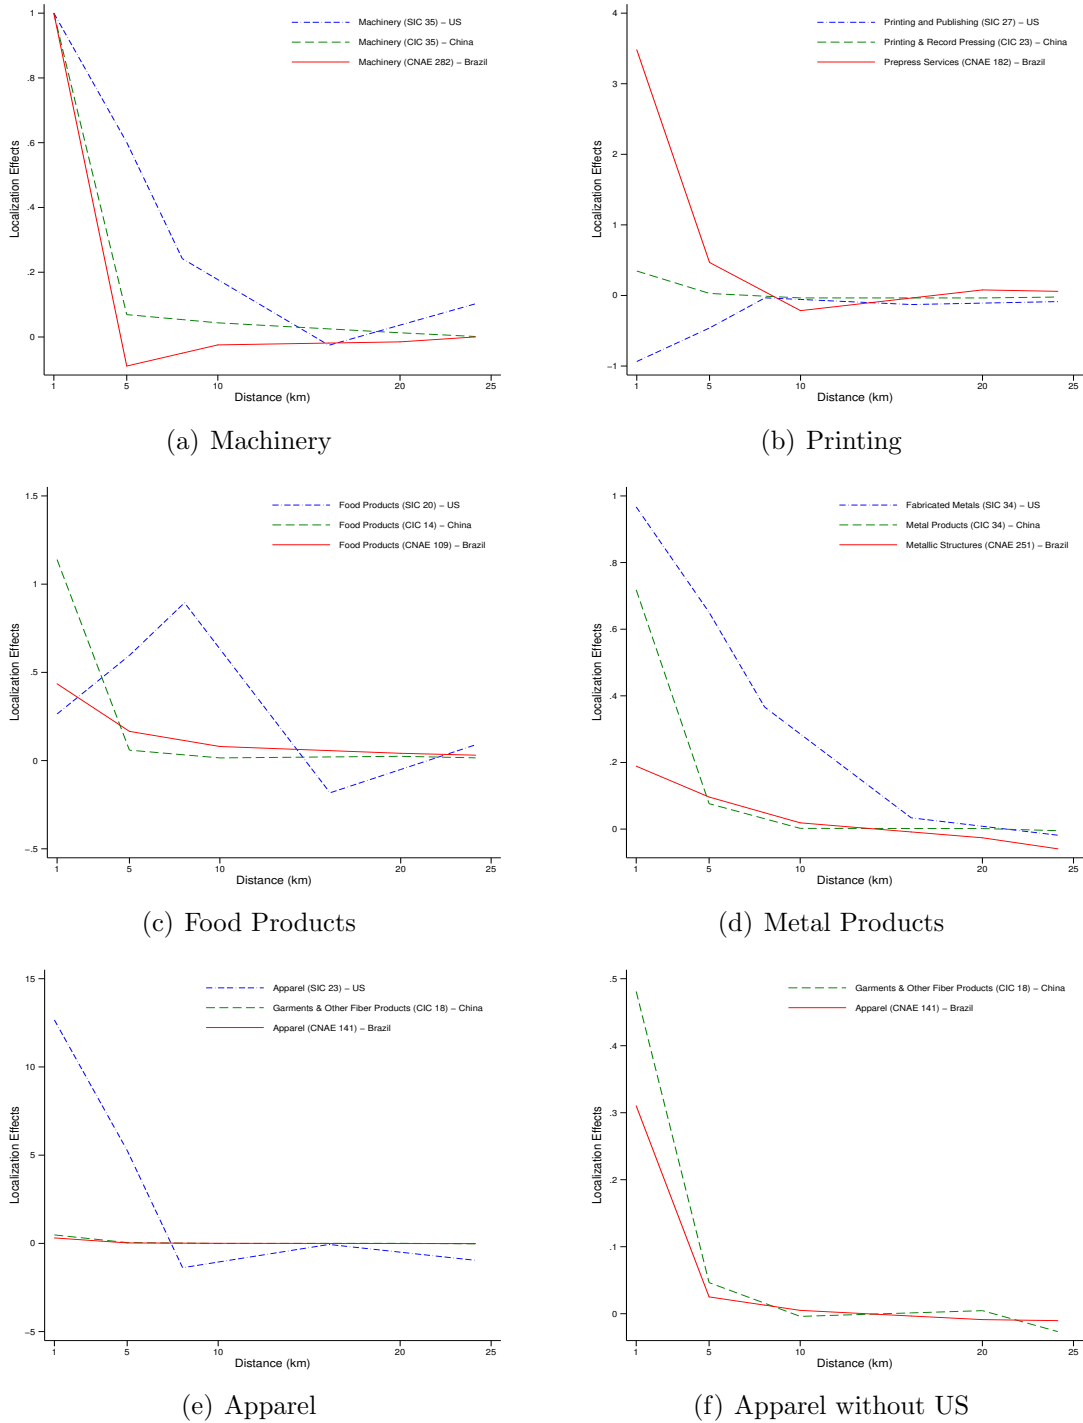 Machinery (SIC 35) – US
Machinery (CIC 35) – China
Machinery (CNAE 282) – Brazil
Localization Effects
1
.8
.6
.4
.2
0
1 5 10 20 25
Distance (km)
(a) Machinery
Printing and Publishing (SIC 27) – US
Printing & Record Pressing (CIC 23) – China
Prepress Services (CNAE 182) – Brazil
Localization Effects
4
3
2
1
0
−1
1 5 10 20 25
Distance (km)
(b) Printing
Food Products (SIC 20) – US
Food Products (CIC 14) – China
Food Products (CNAE 109) – Brazil
Localization Effects
1.5
1
.5
0
−.5
1 5 10 20 25
Distance (km)
(c) Food Products
Fabricated Metals (SIC 34) – US
Metal Products (CIC 34) – China
Metallic Structures (CNAE 251) – Brazil
Localization Effects
1
.8
.6
.4
.2
0
1 5 10 20 25
Distance (km)
(d) Metal Products
Apparel (SIC 23) – US
Garments & Other Fiber Products (CIC 18) – China
Apparel (CNAE 141) – Brazil
Localization Effects
15
10
5
0
−5
1 5 10 20 25
Distance (km)
(e) Apparel
Garments & Other Fiber Products (CIC 18) – China
Apparel (CNAE 141) – Brazil
Localization Effects
.5
.4
.3
.2
.1
0
1 5 10 20 25
Distance (km)
(f) Apparel without US